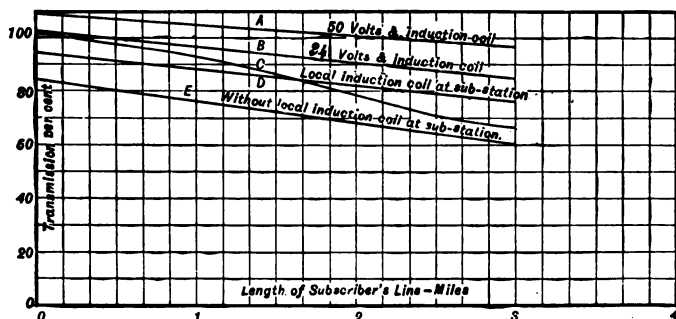 100
80
60
40
20
0
Transmission per cent
A
50 Volts & induction coil
B
24 Volts & induction coil
C
Local induction coil at sub-station
D
E
Without local induction-coil at sub-station.
Length of Subscriber's Line—Miles
0 1 2 3 4